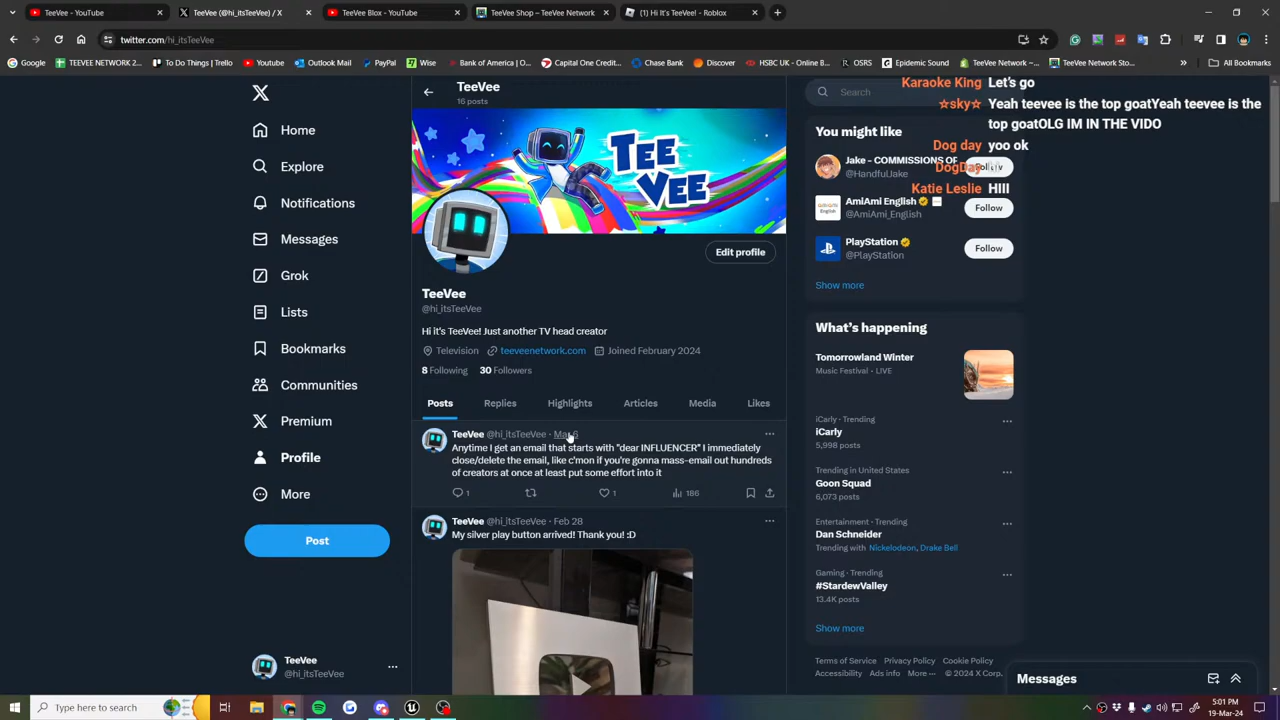 TeeVee - YouTube
TeeVee (@hi_itsTeeVee) / X
TeeVee Blox - YouTube
TeeVee Shop – TeeVee Network
(1) Hi It's TeeVee! - Roblox
twitter.com/hi_itsTeeVee
Google
TEEVEE NETWORK 2...
To Do Things | Trello
Youtube
Outlook Mail
PayPal
Wise
Bank of America | O...
Capital One Credit...
Chase Bank
Discover
HSBC UK - Online B...
OSRS
Epidemic Sound
TeeVee Network –...
TeeVee Network Sto...
All Bookmarks
Karaoke King Let's go
☆sky☆ Yeah teevee is the top goatYeah teevee is the
top goatOLG IM IN THE VIDO
Dog day yoo ok
DogDay
Katie Leslie HIII
Home
Explore
Notifications
Messages
Grok
Lists
Bookmarks
Communities
Premium
Profile
More
Post
TeeVee
@hi_itsTeeVee
TeeVee
16 posts
TEE
VEE
Edit profile
TeeVee
@hi_itsTeeVee
Hi it's TeeVee! Just another TV head creator
Television teeveenetwork.com Joined February 2024
8 Following 30 Followers
Posts Replies Highlights Articles Media Likes
TeeVee @hi_itsTeeVee · Mar 6
Anytime I get an email that starts with "dear INFLUENCER" I immediately
close/delete the email, like c'mon if you're gonna mass-email out hundreds
of creators at once at least put some effort into it
1 1 186
TeeVee @hi_itsTeeVee · Feb 28
My silver play button arrived! Thank you! :D
Search
You might like
Jake - COMMISSIONS OP
@HandfulJake
Follow
AmiAmi English
@AmiAmi_English
Follow
PlayStation
@PlayStation
Follow
Show more
What's happening
Tomorrowland Winter
Music Festival · LIVE
iCarly · Trending
iCarly
5,998 posts
Trending in United States
Goon Squad
6,073 posts
Entertainment · Trending
Dan Schneider
Trending with Nickelodeon, Drake Bell
Gaming · Trending
#StardewValley
13.4K posts
Show more
Terms of Service Privacy Policy Cookie Policy
Accessibility Ads info More ··· © 2024 X Corp.
Messages
Type here to search
5:01 PM
19-Mar-24